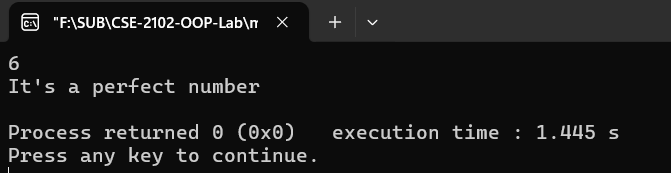 "F:\SUB\CSE-2102-OOP-Lab\m
6
It's a perfect number
Process returned 0 (0x0)   execution time : 1.445 s
Press any key to continue.